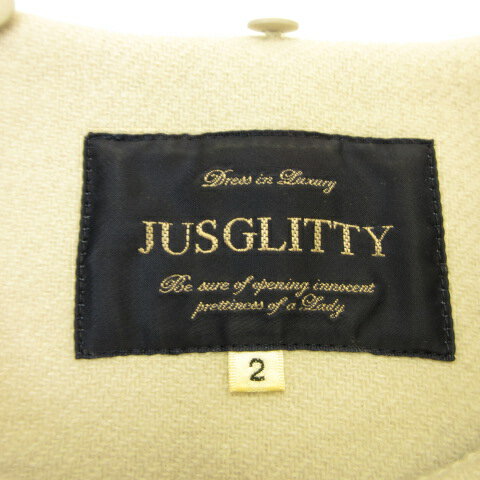 Dress in Luxury
JUSGLITTY
Be sure of opening innocent
prettiness of a Lady
2